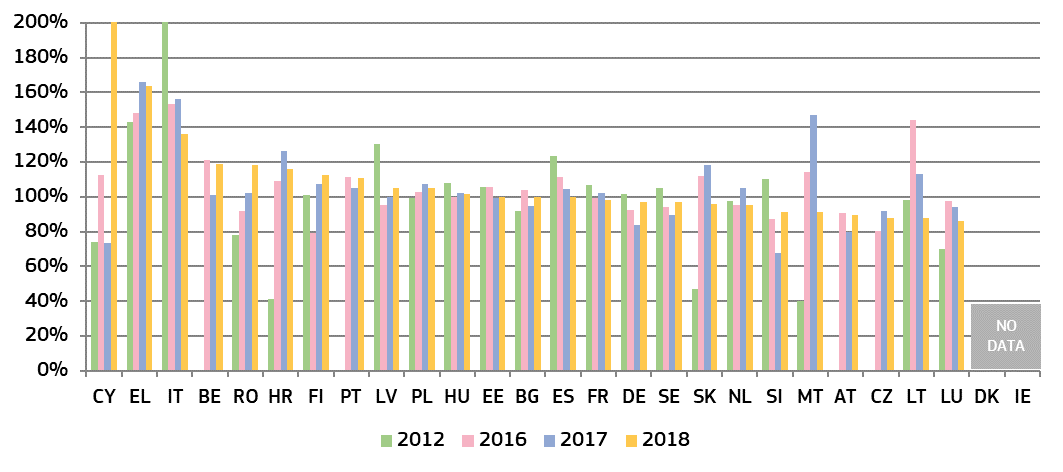 200%
180%
160%
140%
120%
100%
80%
60%
40%
20%
0%
NO
DATA
CY EL IT BE RO HR FI PT LV PL HU EE BG ES FR DE SE SK NL SI MT AT CZ LT LU DK IE
2012 2016 2017 2018